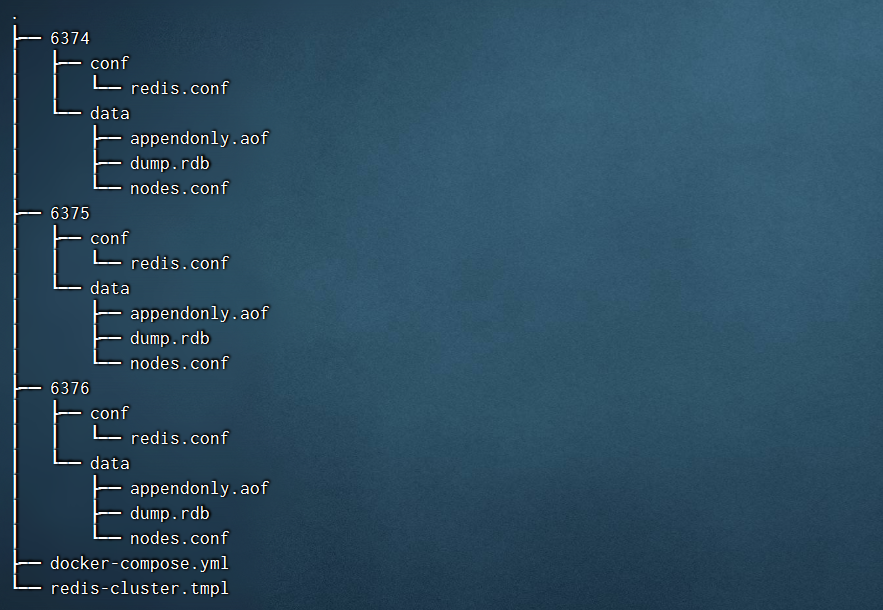 .
├── 6374
│   ├── conf
│   │   └── redis.conf
│   └── data
│       ├── appendonly.aof
│       ├── dump.rdb
│       └── nodes.conf
├── 6375
│   ├── conf
│   │   └── redis.conf
│   └── data
│       ├── appendonly.aof
│       ├── dump.rdb
│       └── nodes.conf
├── 6376
│   ├── conf
│   │   └── redis.conf
│   └── data
│       ├── appendonly.aof
│       ├── dump.rdb
│       └── nodes.conf
├── docker-compose.yml
└── redis-cluster.tmpl